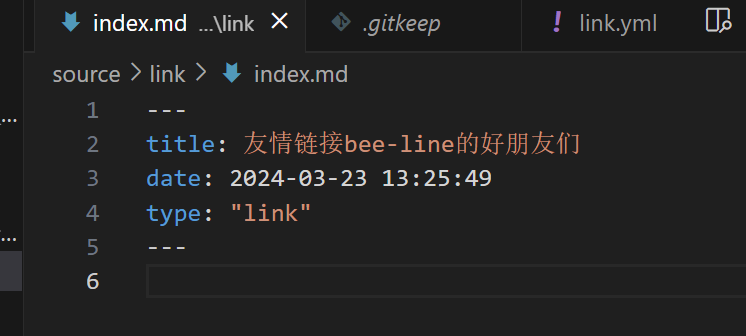 index.md ...\link × .gitkeep ! link.yml
source > link > index.md
1 ---
2 title: 友情链接bee-line的好朋友们
3 date: 2024-03-23 13:25:49
4 type: "link"
5 ---
6